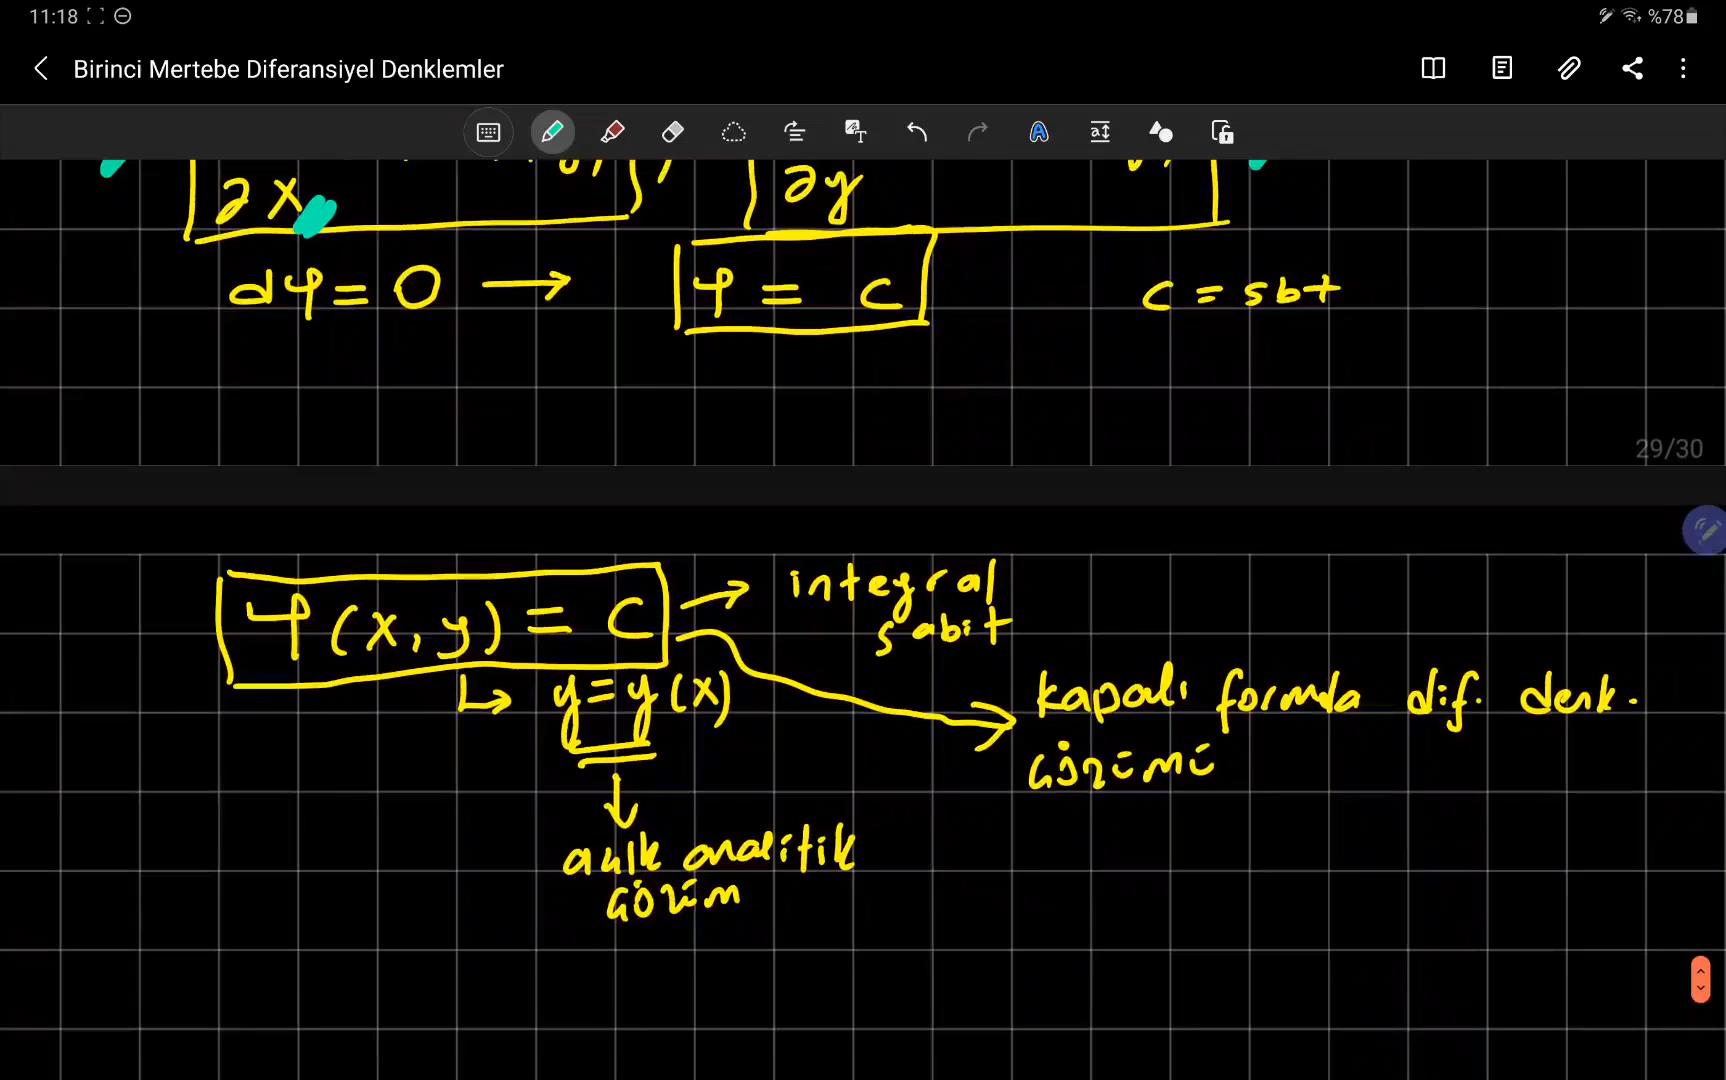 11:18
%78
Birinci Mertebe Diferansiyel Denklemler
∂x
∂y
dφ = 0 → φ = c c = sbt
29/30
φ(x,y) = c → integral
sabit
↳ y = y(x)
kapalı formda dif. denk.
çözümü
açık analitik
çözüm